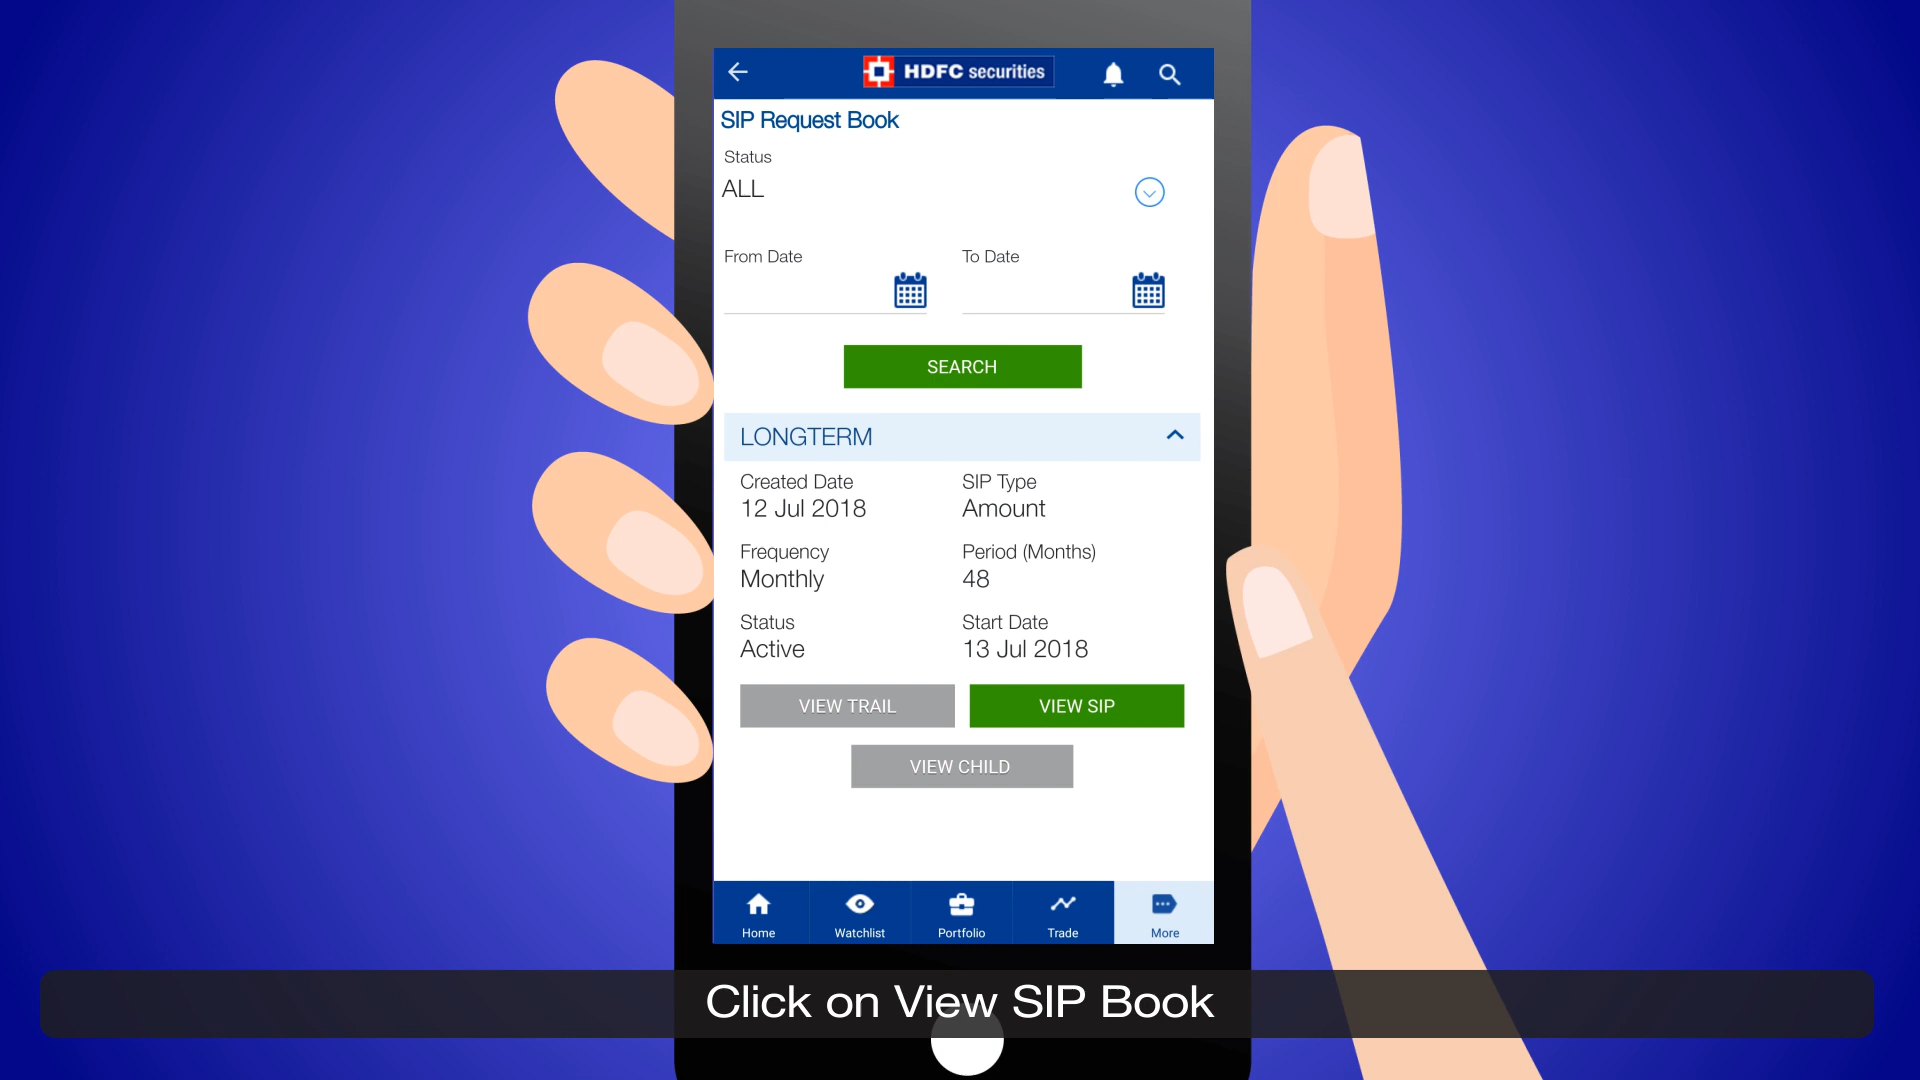 HDFC securities
SIP Request Book
Status
ALL
From Date To Date
SEARCH
LONGTERM
Created Date SIP Type
12 Jul 2018 Amount
Frequency Period (Months)
Monthly 48
Status Start Date
Active 13 Jul 2018
VIEW TRAIL VIEW SIP
VIEW CHILD
Home Watchlist Portfolio Trade More
Click on View SIP Book